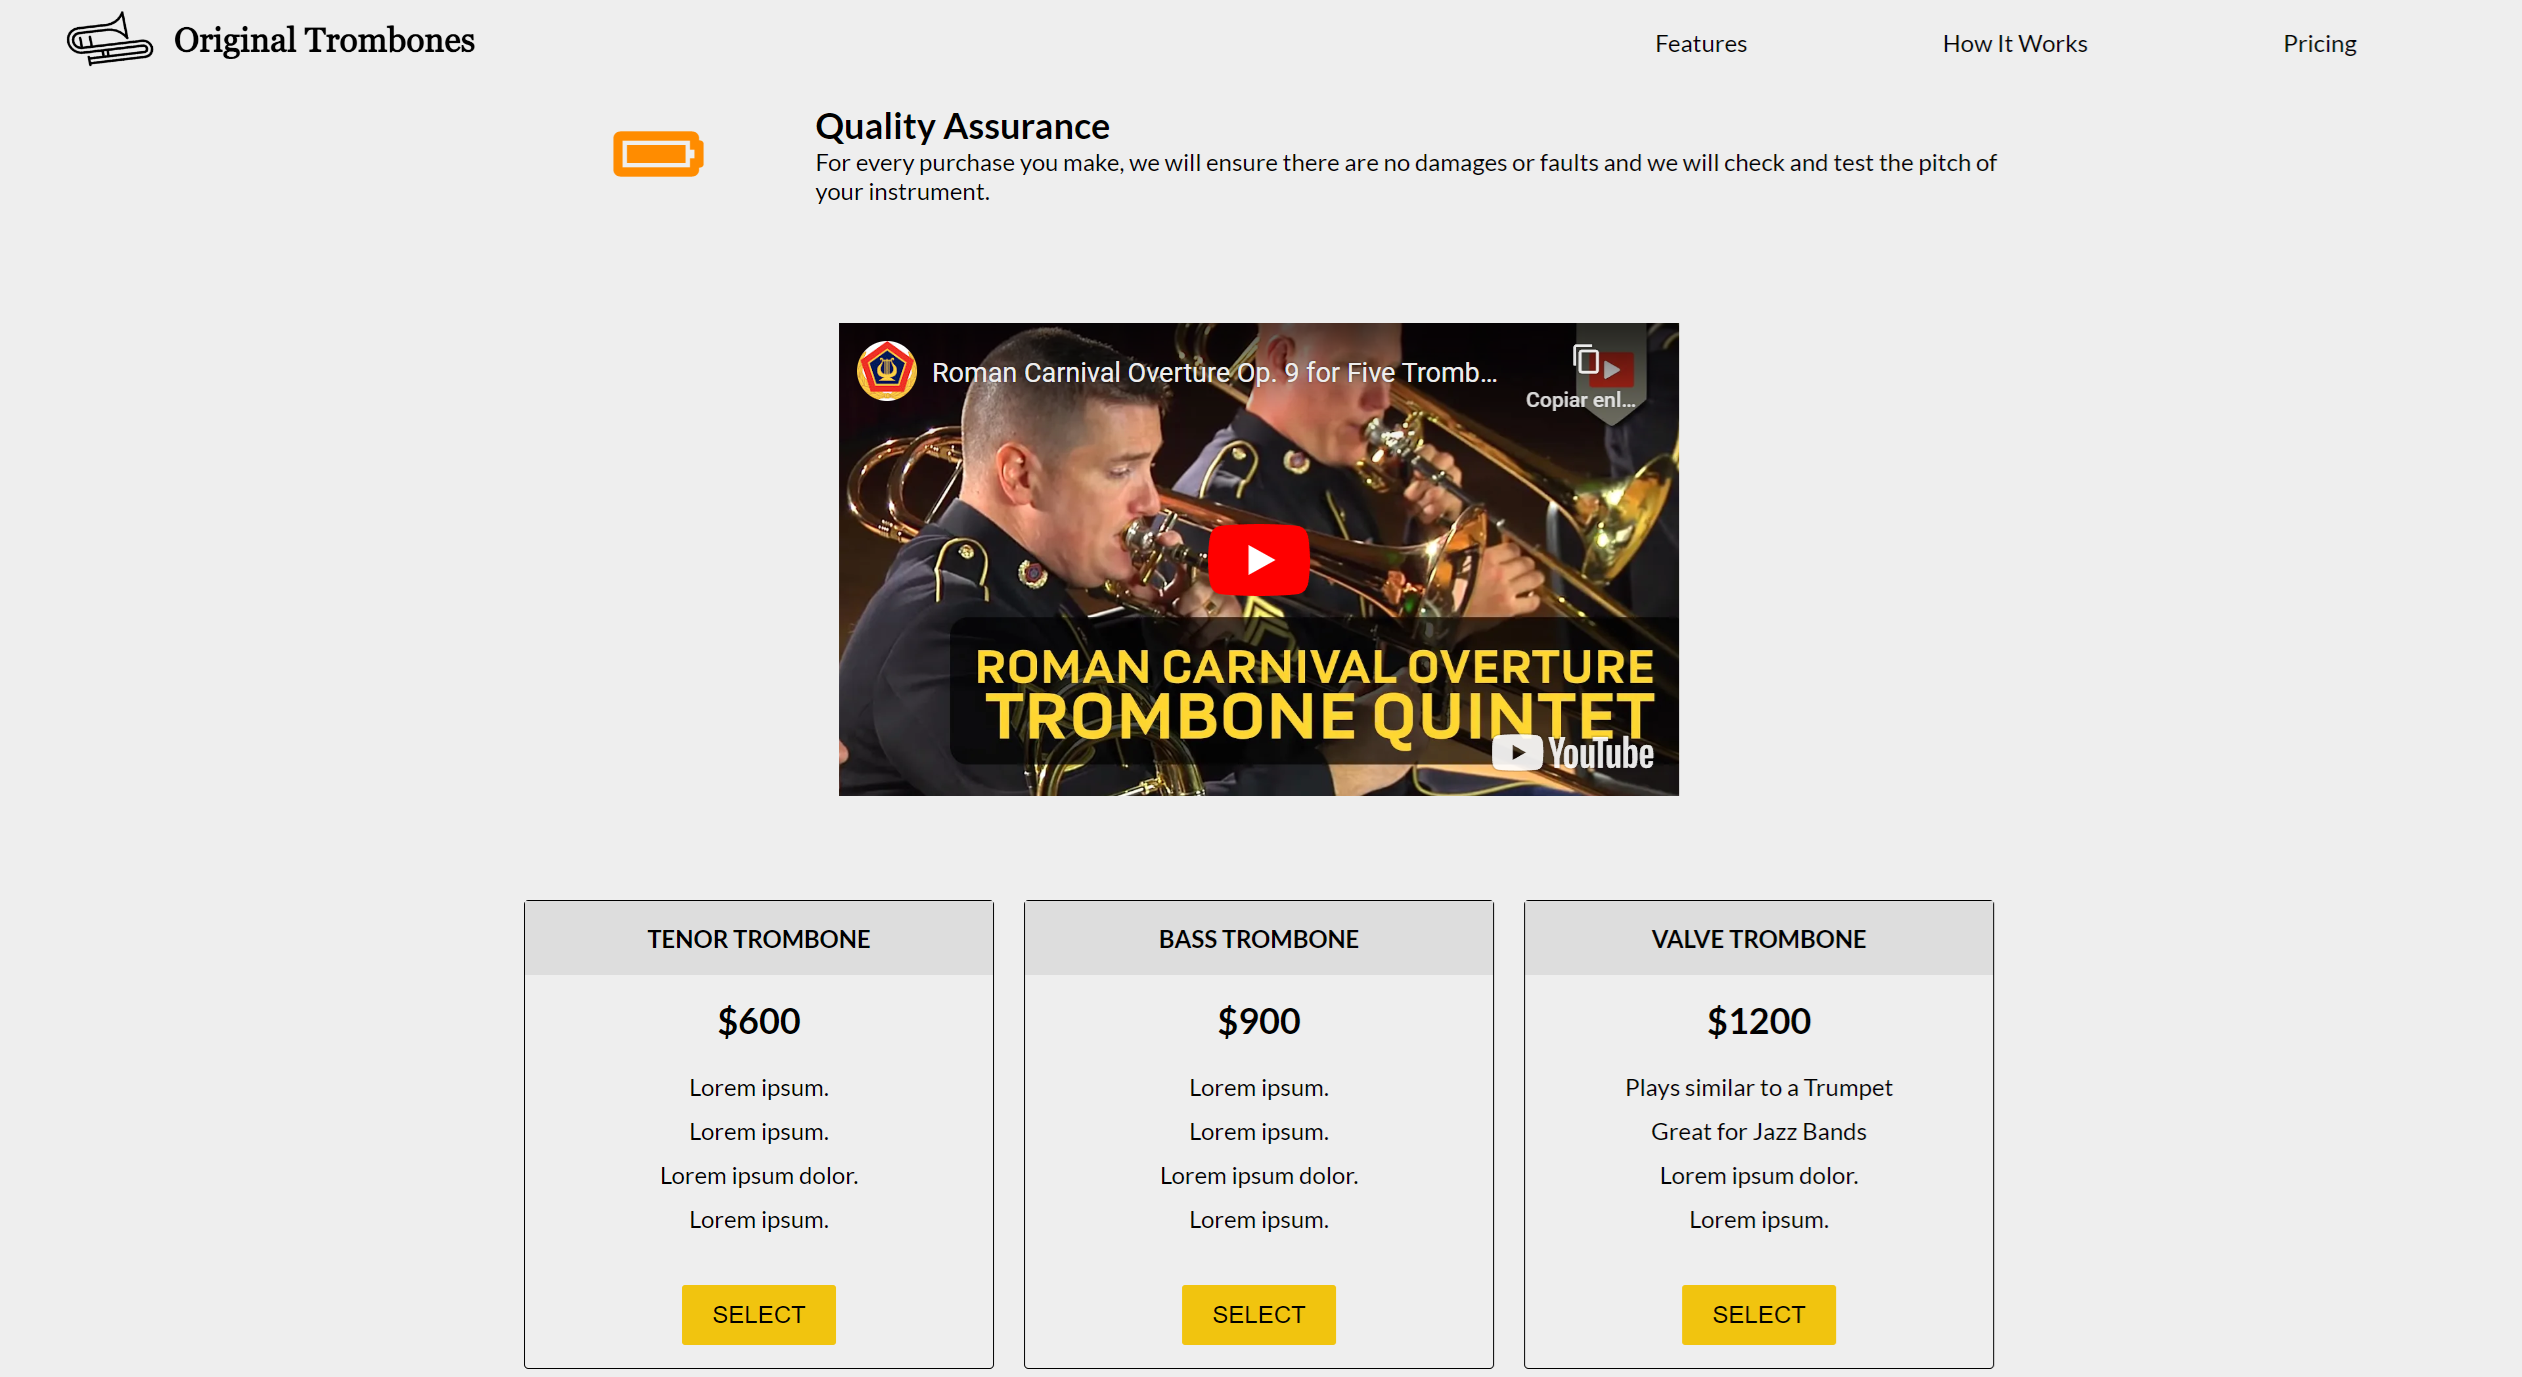 Original Trombones
Features
How It Works
Pricing
Quality Assurance
For every purchase you make, we will ensure there are no damages or faults and we will check and test the pitch of
your instrument.
Roman Carnival Overture Op. 9 for Five Tromb...
Copiar enl...
ROMAN CARNIVAL OVERTURE
TROMBONE QUINTET
YouTube
TENOR TROMBONE
$600
Lorem ipsum.
Lorem ipsum.
Lorem ipsum dolor.
Lorem ipsum.
SELECT
BASS TROMBONE
$900
Lorem ipsum.
Lorem ipsum.
Lorem ipsum dolor.
Lorem ipsum.
SELECT
VALVE TROMBONE
$1200
Plays similar to a Trumpet
Great for Jazz Bands
Lorem ipsum dolor.
Lorem ipsum.
SELECT